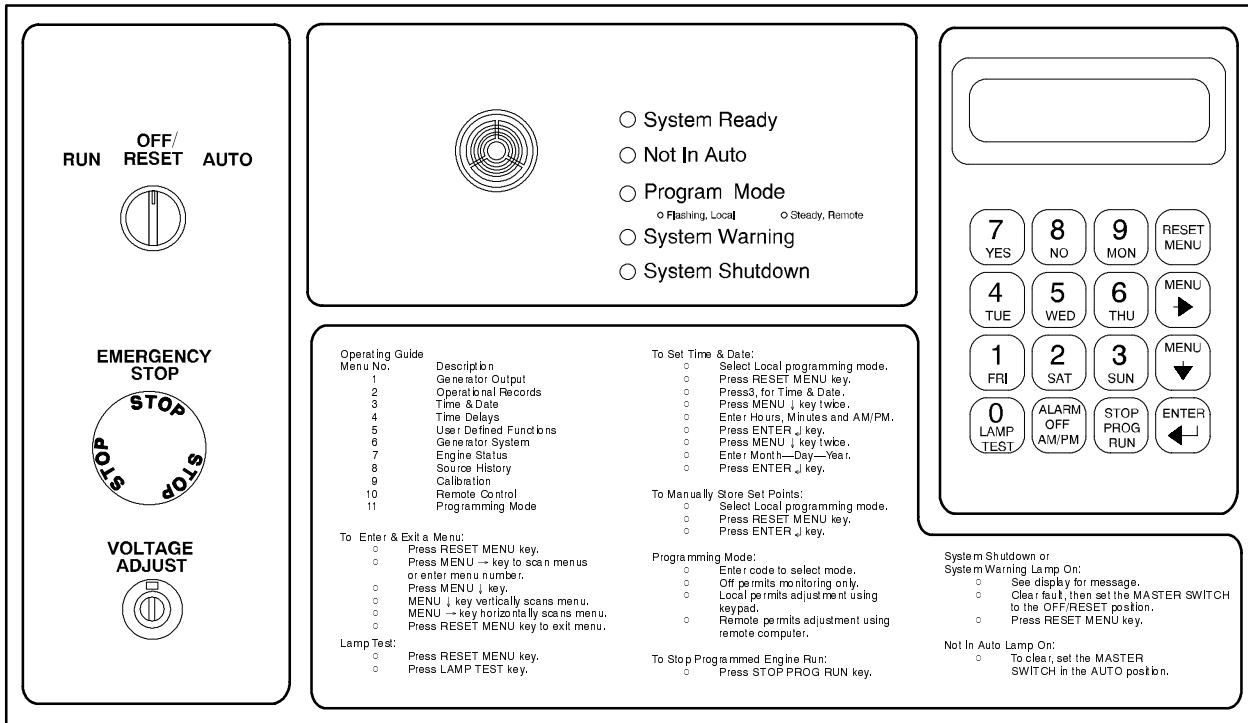 OFF/
RUN RESET AUTO
EMERGENCY
STOP
STOP
STOP
STOP
VOLTAGE
ADJUST
System Ready
Not In Auto
Program Mode
Flashing, Local Steady, Remote
System Warning
System Shutdown
7
YES
8
NO
9
MON
RESET
MENU
4
TUE
5
WED
6
THU
MENU
→
1
FRI
2
SAT
3
SUN
MENU
↓
0
LAMP
TEST
ALARM
OFF
AM/PM
STOP
PROG
RUN
ENTER
↵
Operating Guide
Menu No. Description
1 Generator Output
2 Operational Records
3 Time & Date
4 Time Delays
5 User Defined Functions
6 Generator System
7 Engine Status
8 Source History
9 Calibration
10 Remote Control
11 Programming Mode
To Enter & Exit a Menu:
○ Press RESET MENU key.
○ Press MENU → key to scan menus
or enter menu number.
○ Press MENU ↓ key.
○ MENU ↓ key vertically scans menu.
○ MENU → key horizontally scans menu.
○ Press RESET MENU key to exit menu.
Lamp Test:
○ Press RESET MENU key.
○ Press LAMP TEST key.
To Set Time & Date:
○ Select Local programming mode.
○ Press RESET MENU key.
○ Press3, for Time & Date.
○ Press MENU ↓ key twice.
○ Enter Hours, Minutes and AM/PM.
○ Press ENTER ↵ key.
○ Press MENU ↓ key twice.
○ Enter Month—Day—Year.
○ Press ENTER ↵ key.
To Manually Store Set Points:
○ Select Local programming mode.
○ Press RESET MENU key.
○ Press ENTER ↵ key.
Programming Mode:
○ Enter code to select mode.
○ Off permits monitoring only.
○ Local permits adjustment using
keypad.
○ Remote permits adjustment using
remote computer.
To Stop Programmed Engine Run:
○ Press STOP PROG RUN key.
System Shutdown or
System Warning Lamp On:
○ See display for message.
○ Clear fault, then set the MASTER SWITCH
to the OFF/RESET position.
○ Press RESET MENU key.
Not In Auto Lamp On:
○ To clear, set the MASTER
SWITCH in the AUTO position.